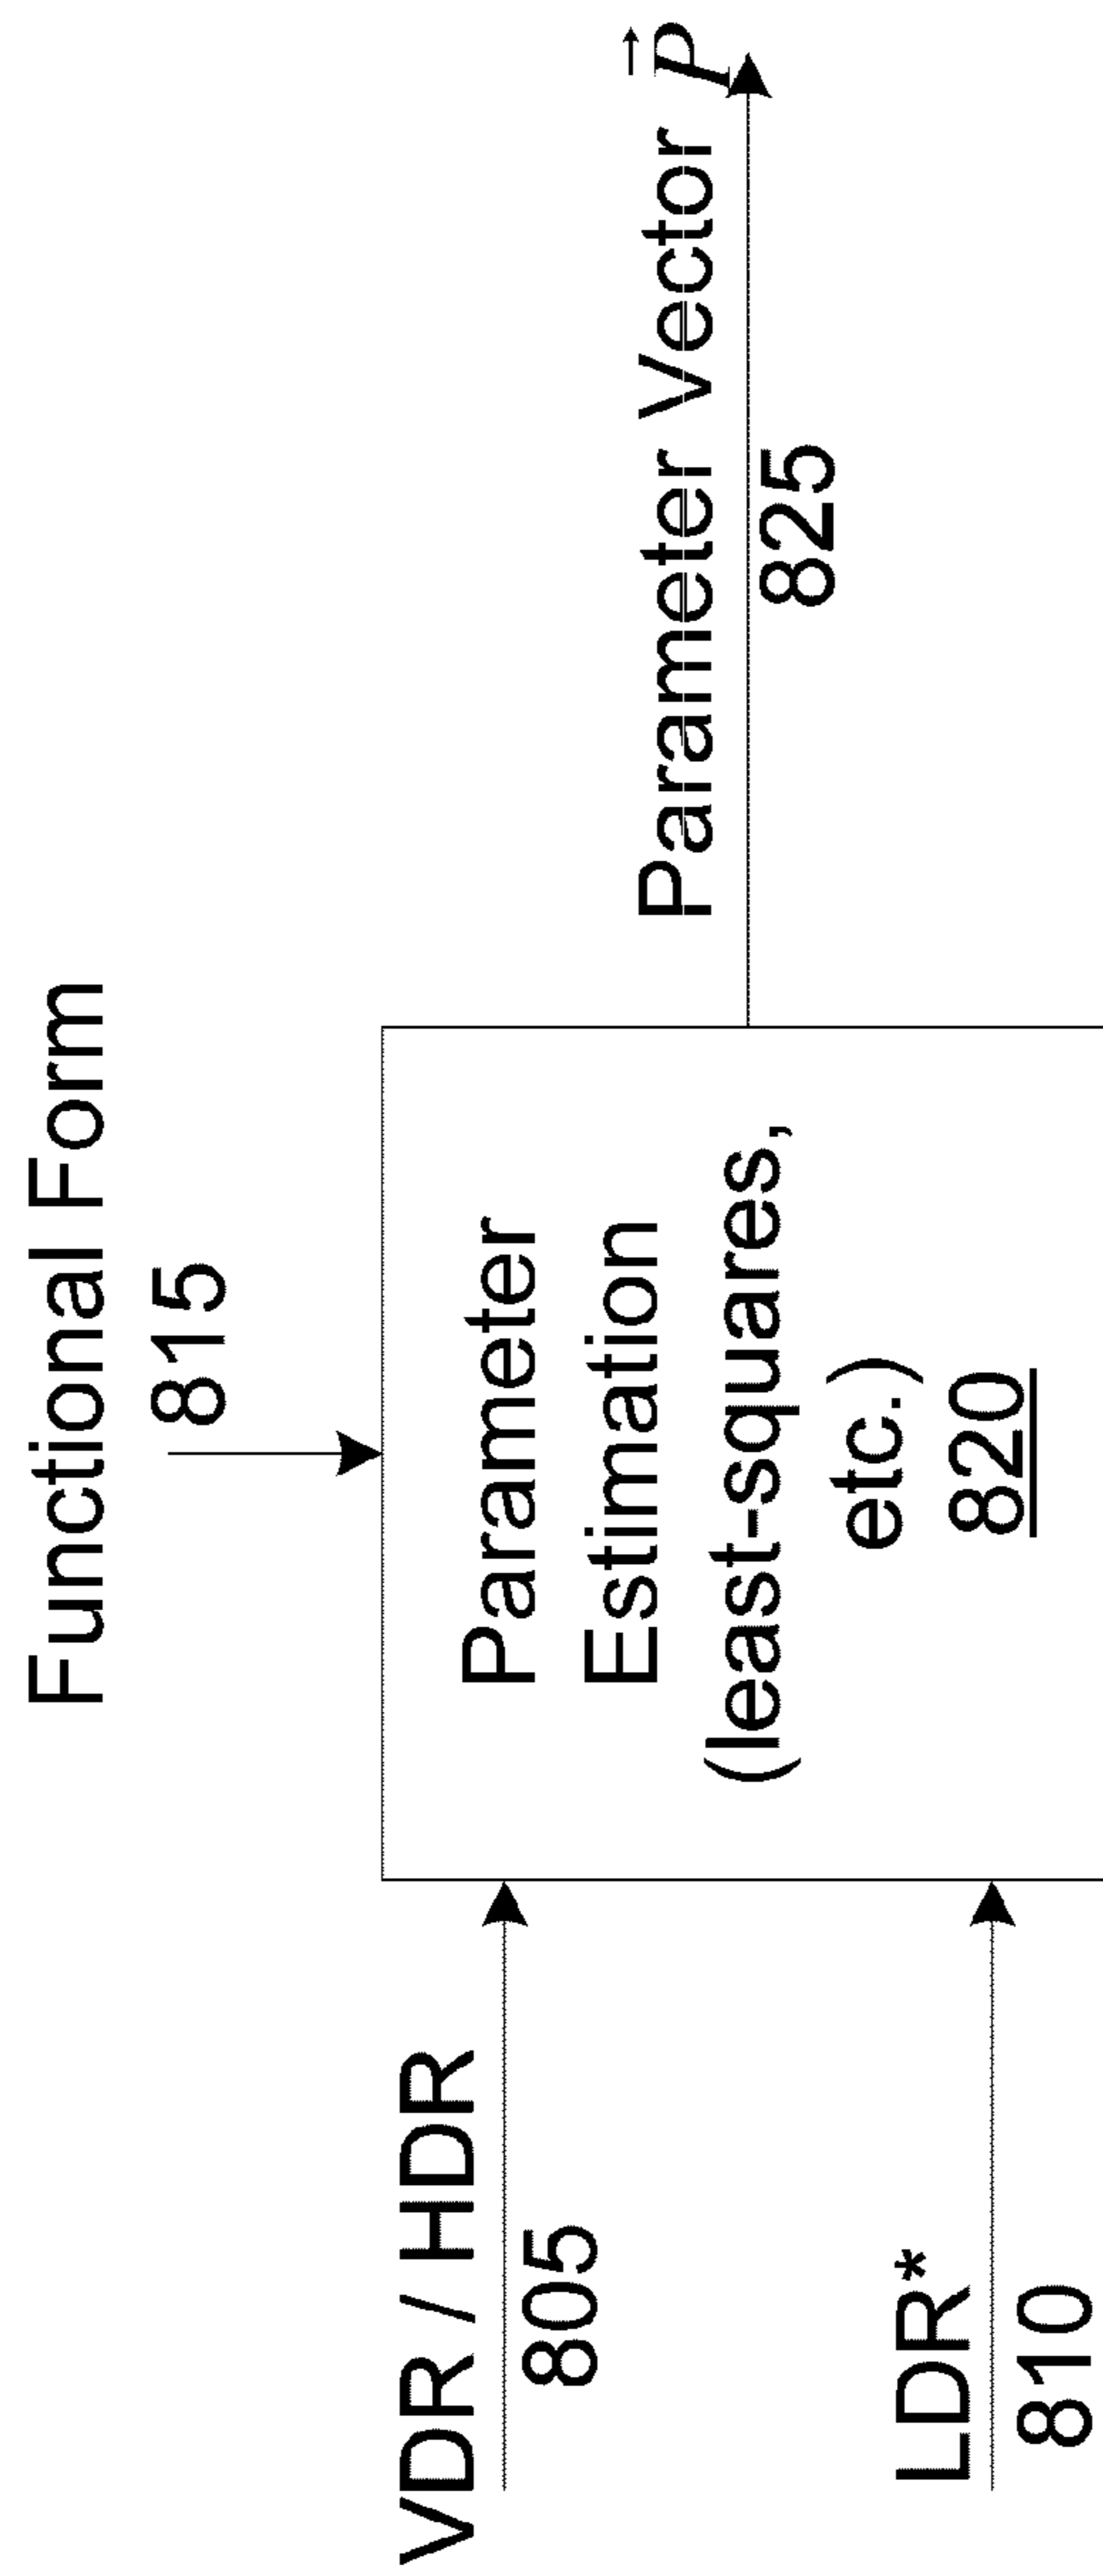 Functional Form
815
VDR / HDR
805
LDR*
810
Parameter
Estimation
(least-squares,
etc.)
820
Parameter Vector P⃗
825